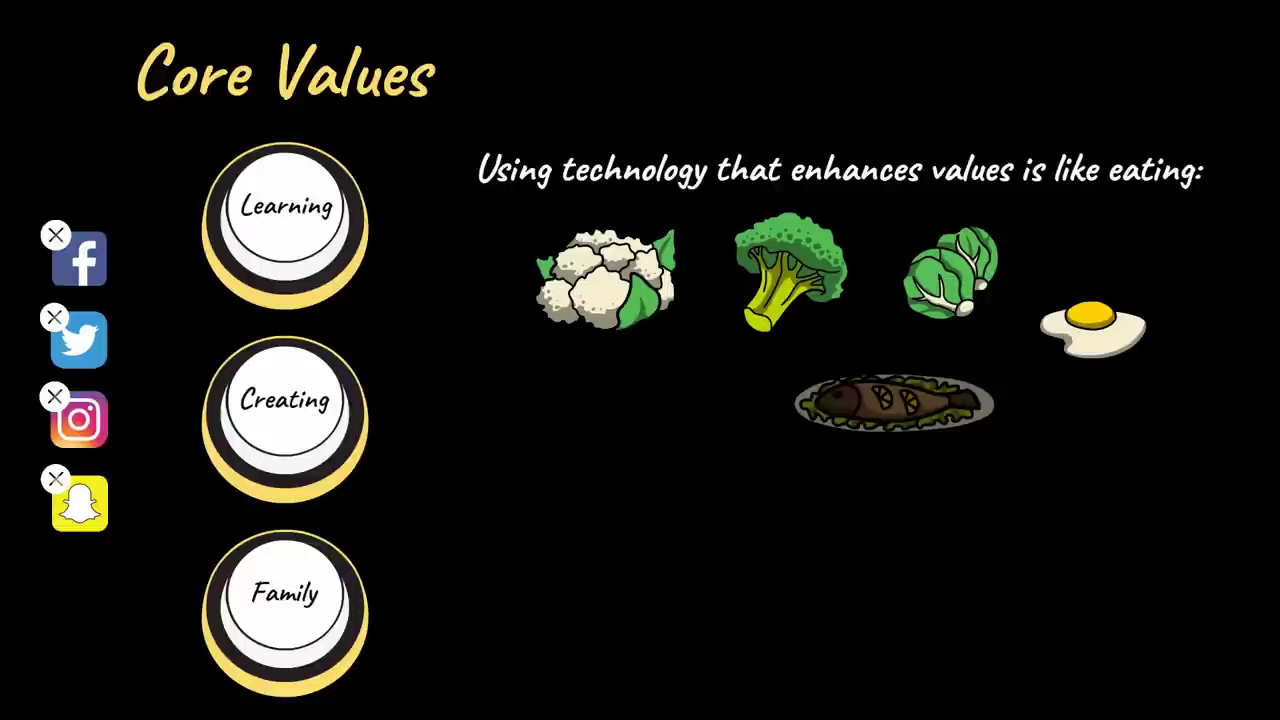 Core Values
Using technology that enhances values is like eating:
Learning
Creating
Family